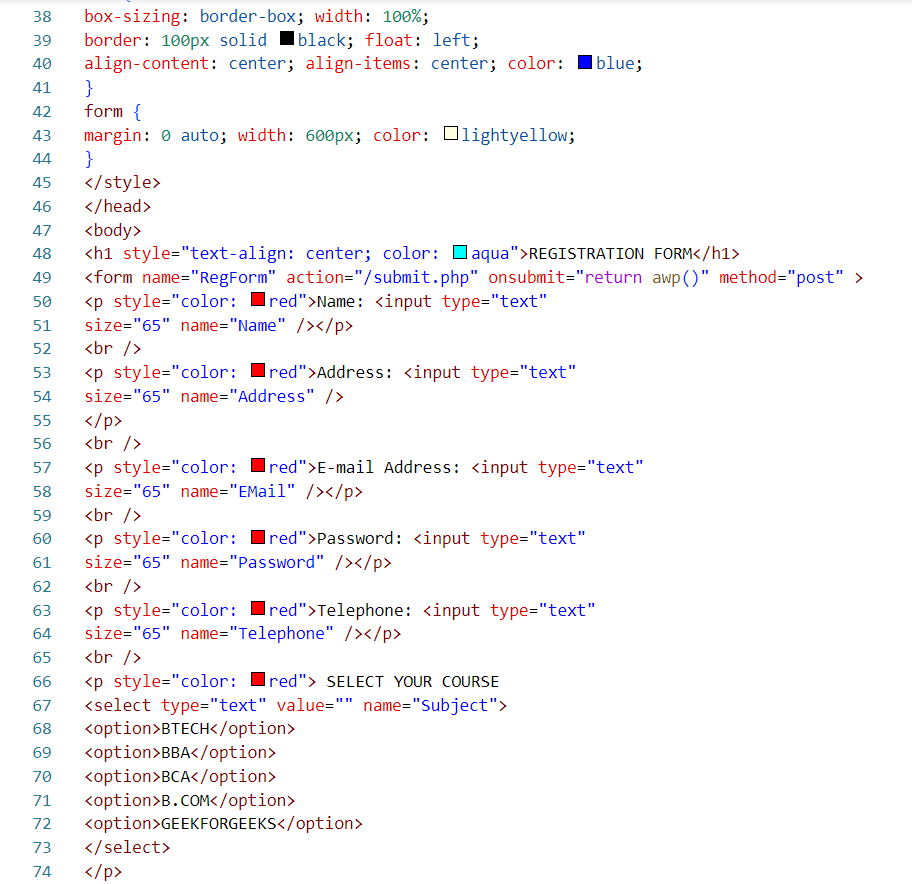 38 box-sizing: border-box; width: 100%;
39 border: 100px solid black; float: left;
40 align-content: center; align-items: center; color: blue;
41 }
42 form {
43 margin: 0 auto; width: 600px; color: lightyellow;
44 }
45 </style>
46 </head>
47 <body>
48 <h1 style="text-align: center; color: aqua">REGISTRATION FORM</h1>
49 <form name="RegForm" action="/submit.php" onsubmit="return awp()" method="post" >
50 <p style="color: red">Name: <input type="text"
51 size="65" name="Name" /></p>
52 <br />
53 <p style="color: red">Address: <input type="text"
54 size="65" name="Address" />
55 </p>
56 <br />
57 <p style="color: red">E-mail Address: <input type="text"
58 size="65" name="EMail" /></p>
59 <br />
60 <p style="color: red">Password: <input type="text"
61 size="65" name="Password" /></p>
62 <br />
63 <p style="color: red">Telephone: <input type="text"
64 size="65" name="Telephone" /></p>
65 <br />
66 <p style="color: red"> SELECT YOUR COURSE
67 <select type="text" value="" name="Subject">
68 <option>BTECH</option>
69 <option>BBA</option>
70 <option>BCA</option>
71 <option>B.COM</option>
72 <option>GEEKFORGEEKS</option>
73 </select>
74 </p>